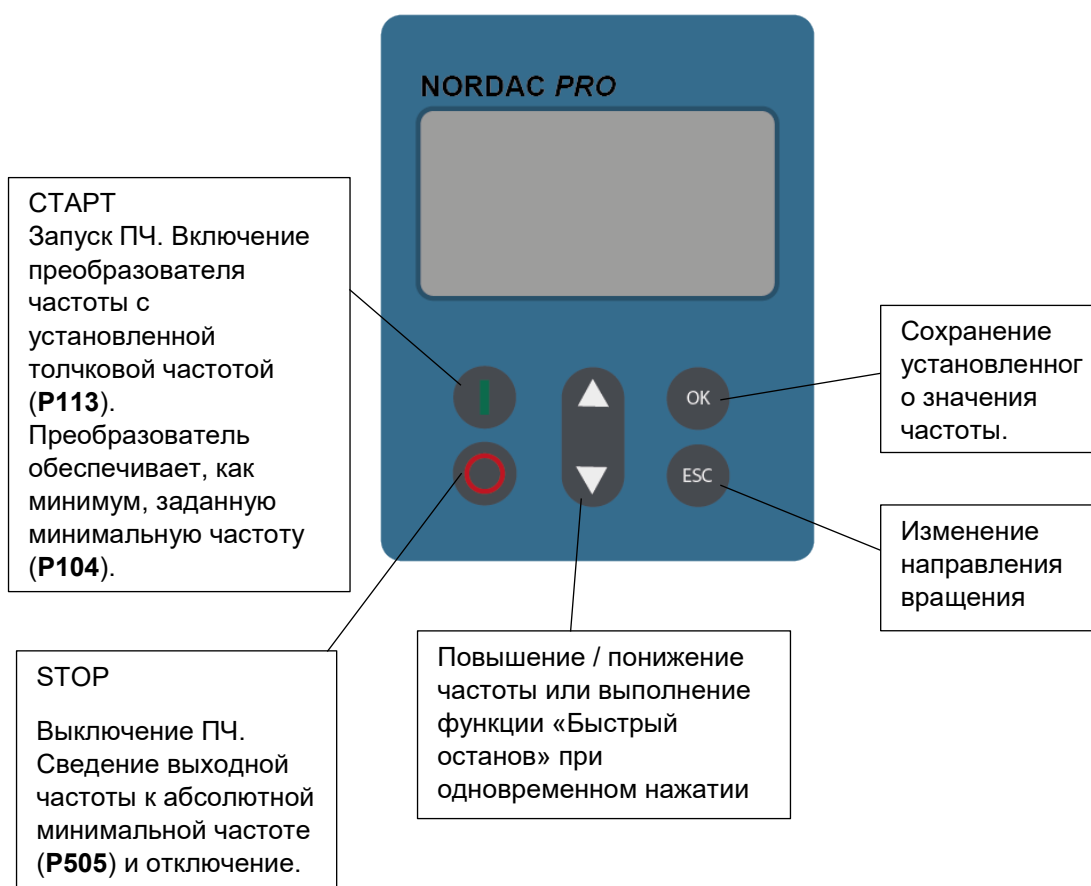 NORDAC PRO
СТАРТ
Запуск ПЧ. Включение
преобразователя
частоты с
установленной
толчковой частотой
(P113).
Преобразователь
обеспечивает, как
минимум, заданную
минимальную частоту
(P104).
OK
ESC
Сохранение
установленног
о значения
частоты.
Изменение
направления
вращения
STOP
Выключение ПЧ.
Сведение выходной
частоты к абсолютной
минимальной частоте
(P505) и отключение.
Повышение / понижение
частоты или выполнение
функции «Быстрый
останов» при
одновременном нажатии